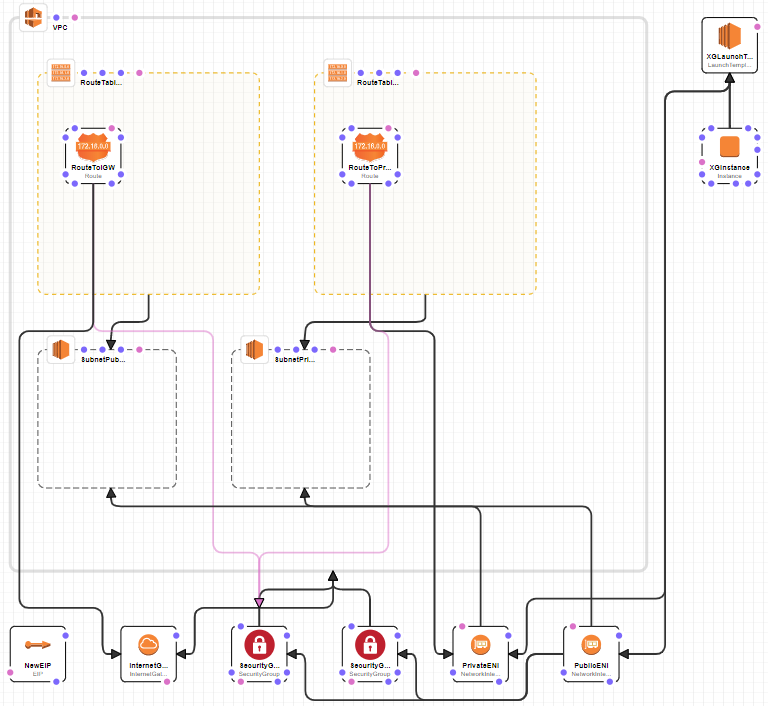 VPC
XGLaunchT...
LaunchTempl...
RouteTabl...
RouteTabl...
172.16.0.0
172.16.0.0
RouteToIGW
Route
RouteToPr...
Route
XGInstance
Instance
SubnetPub...
SubnetPri...
NewEIP
EIP
InternetG...
InternetGat...
SecurityG...
SecurityGroup
SecurityG...
SecurityGroup
PrivateENI
NetworkInte...
PublicENI
NetworkInte...